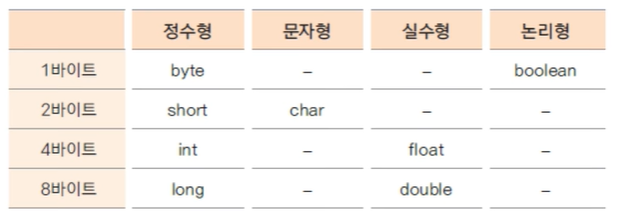 정수형 문자형 실수형 논리형
1바이트 byte – – boolean
2바이트 short char – –
4바이트 int – float –
8바이트 long – double –